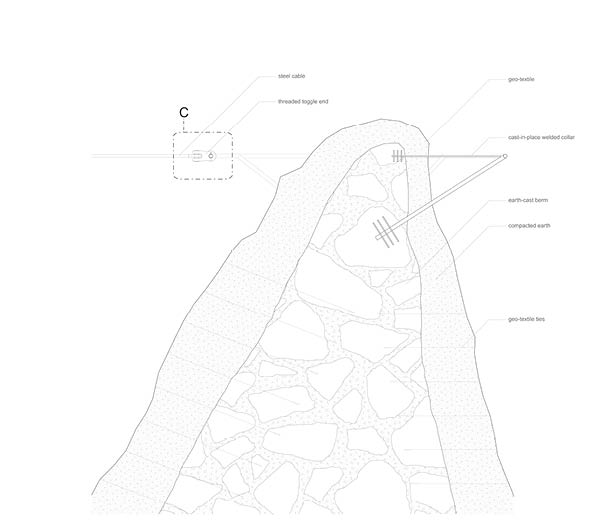 steel cable
threaded toggle end
C
geo-textile
cast-in-place welded collar
earth-cast berm
compacted earth
geo-textile ties